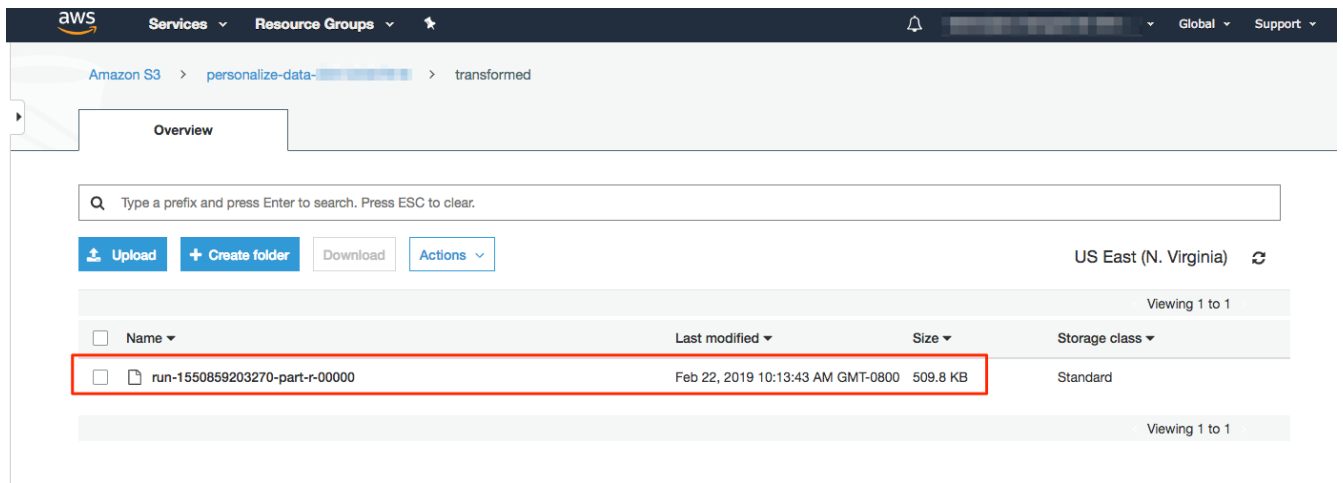 aws Services Resource Groups Global Support
Amazon S3 > personalize-data- > transformed
Overview
Type a prefix and press Enter to search. Press ESC to clear.
Upload + Create folder Download Actions US East (N. Virginia)
Viewing 1 to 1
Name Last modified Size Storage class
run-1550859203270-part-r-00000 Feb 22, 2019 10:13:43 AM GMT-0800 509.8 KB Standard
Viewing 1 to 1